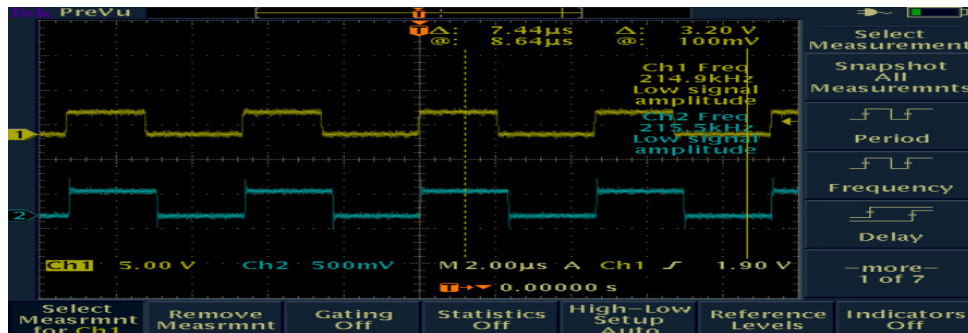 Tek PreVu
T
T
Δ: 7.44µs Δ: 3.20 V
@: 8.64µs @: 100mV
Ch1 Freq
214.9kHz
Low signal
amplitude
Ch2 Freq
215.5kHz
Low signal
amplitude
1
2
Ch1 5.00 V Ch2 500mV M 2.00µs A Ch1 1.90 V
T 0.00000 s
Select
Measurement
Snapshot
All
Measuremnts
Period
Frequency
Delay
—more—
1 of 7
Select
Measrmnt
for Ch1
Remove
Measrmnt
Gating
Off
Statistics
Off
High—Low
Setup
Auto
Reference
Levels
Indicators
Off